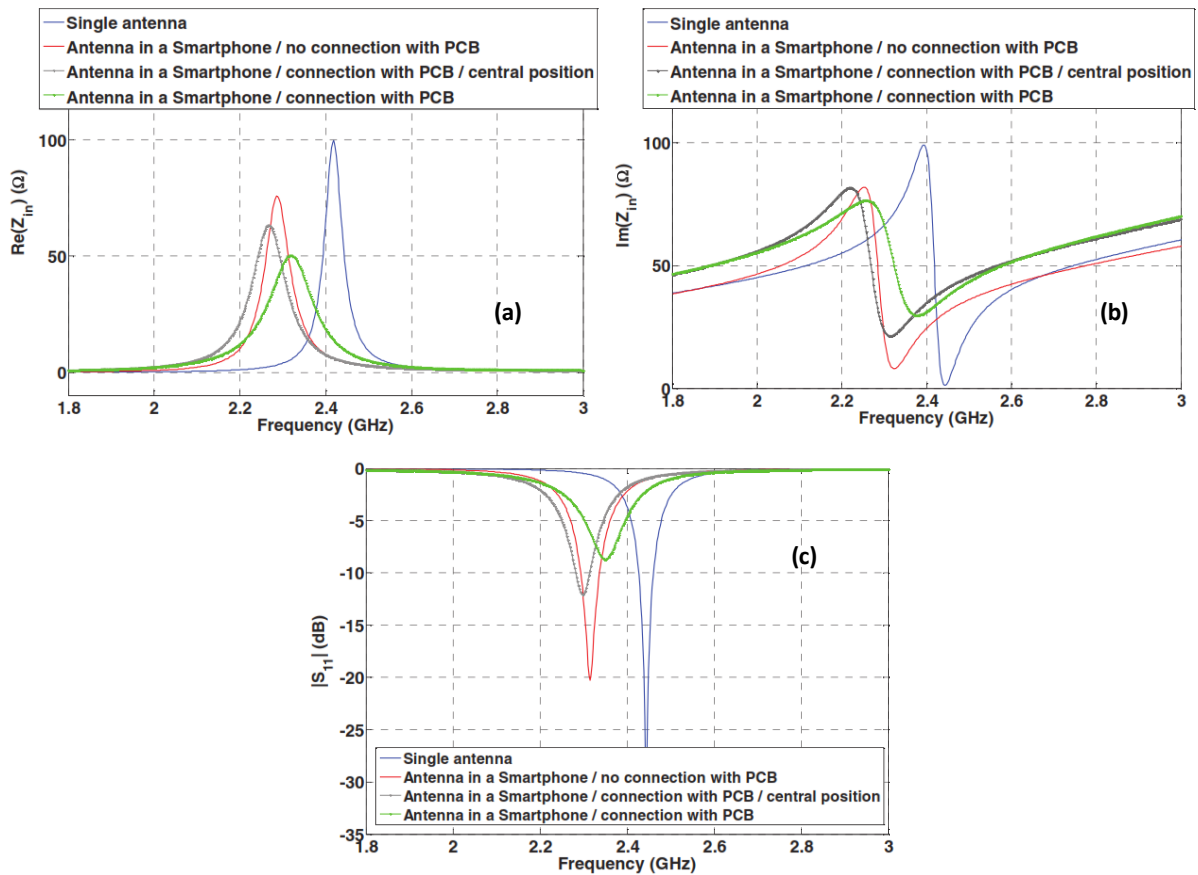 Single antenna
Antenna in a Smartphone / no connection with PCB
Antenna in a Smartphone / connection with PCB / central position
Antenna in a Smartphone / connection with PCB
100
50
0
Re(Z_in) (Ω)
(a)
1.8 2 2.2 2.4 2.6 2.8 3
Frequency (GHz)
Single antenna
Antenna in a Smartphone / no connection with PCB
Antenna in a Smartphone / connection with PCB / central position
Antenna in a Smartphone / connection with PCB
100
50
0
Im(Z_in) (Ω)
(b)
1.8 2 2.2 2.4 2.6 2.8 3
Frequency (GHz)
0
-5
-10
-15
-20
-25
-30
-35
|S_11| (dB)
(c)
Single antenna
Antenna in a Smartphone / no connection with PCB
Antenna in a Smartphone / connection with PCB / central position
Antenna in a Smartphone / connection with PCB
1.8 2 2.2 2.4 2.6 2.8 3
Frequency (GHz)